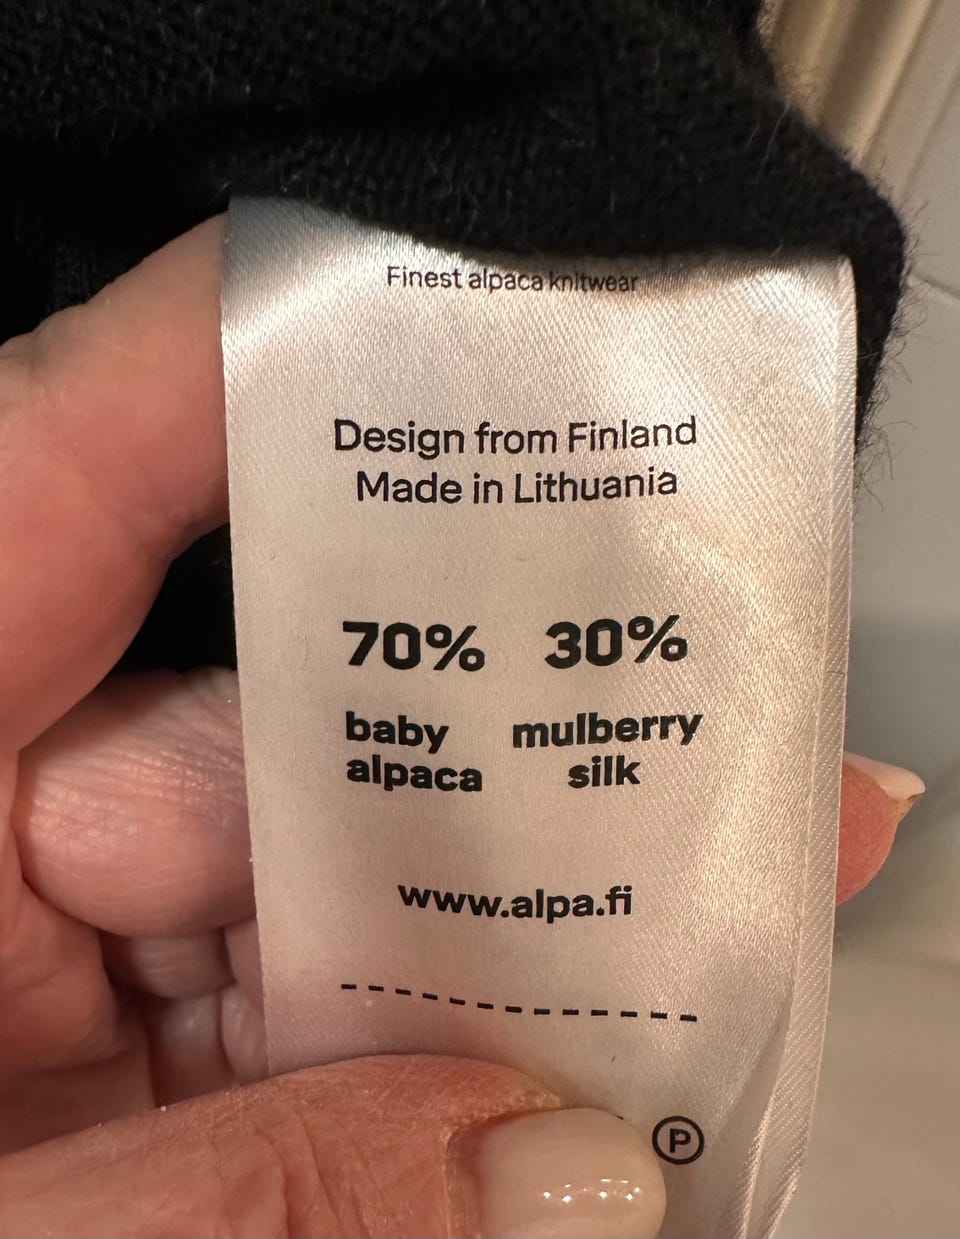 Finest alpaca knitwear
Design from Finland
Made in Lithuania
70% 30%
baby mulberry
alpaca silk
www.alpa.fi
P